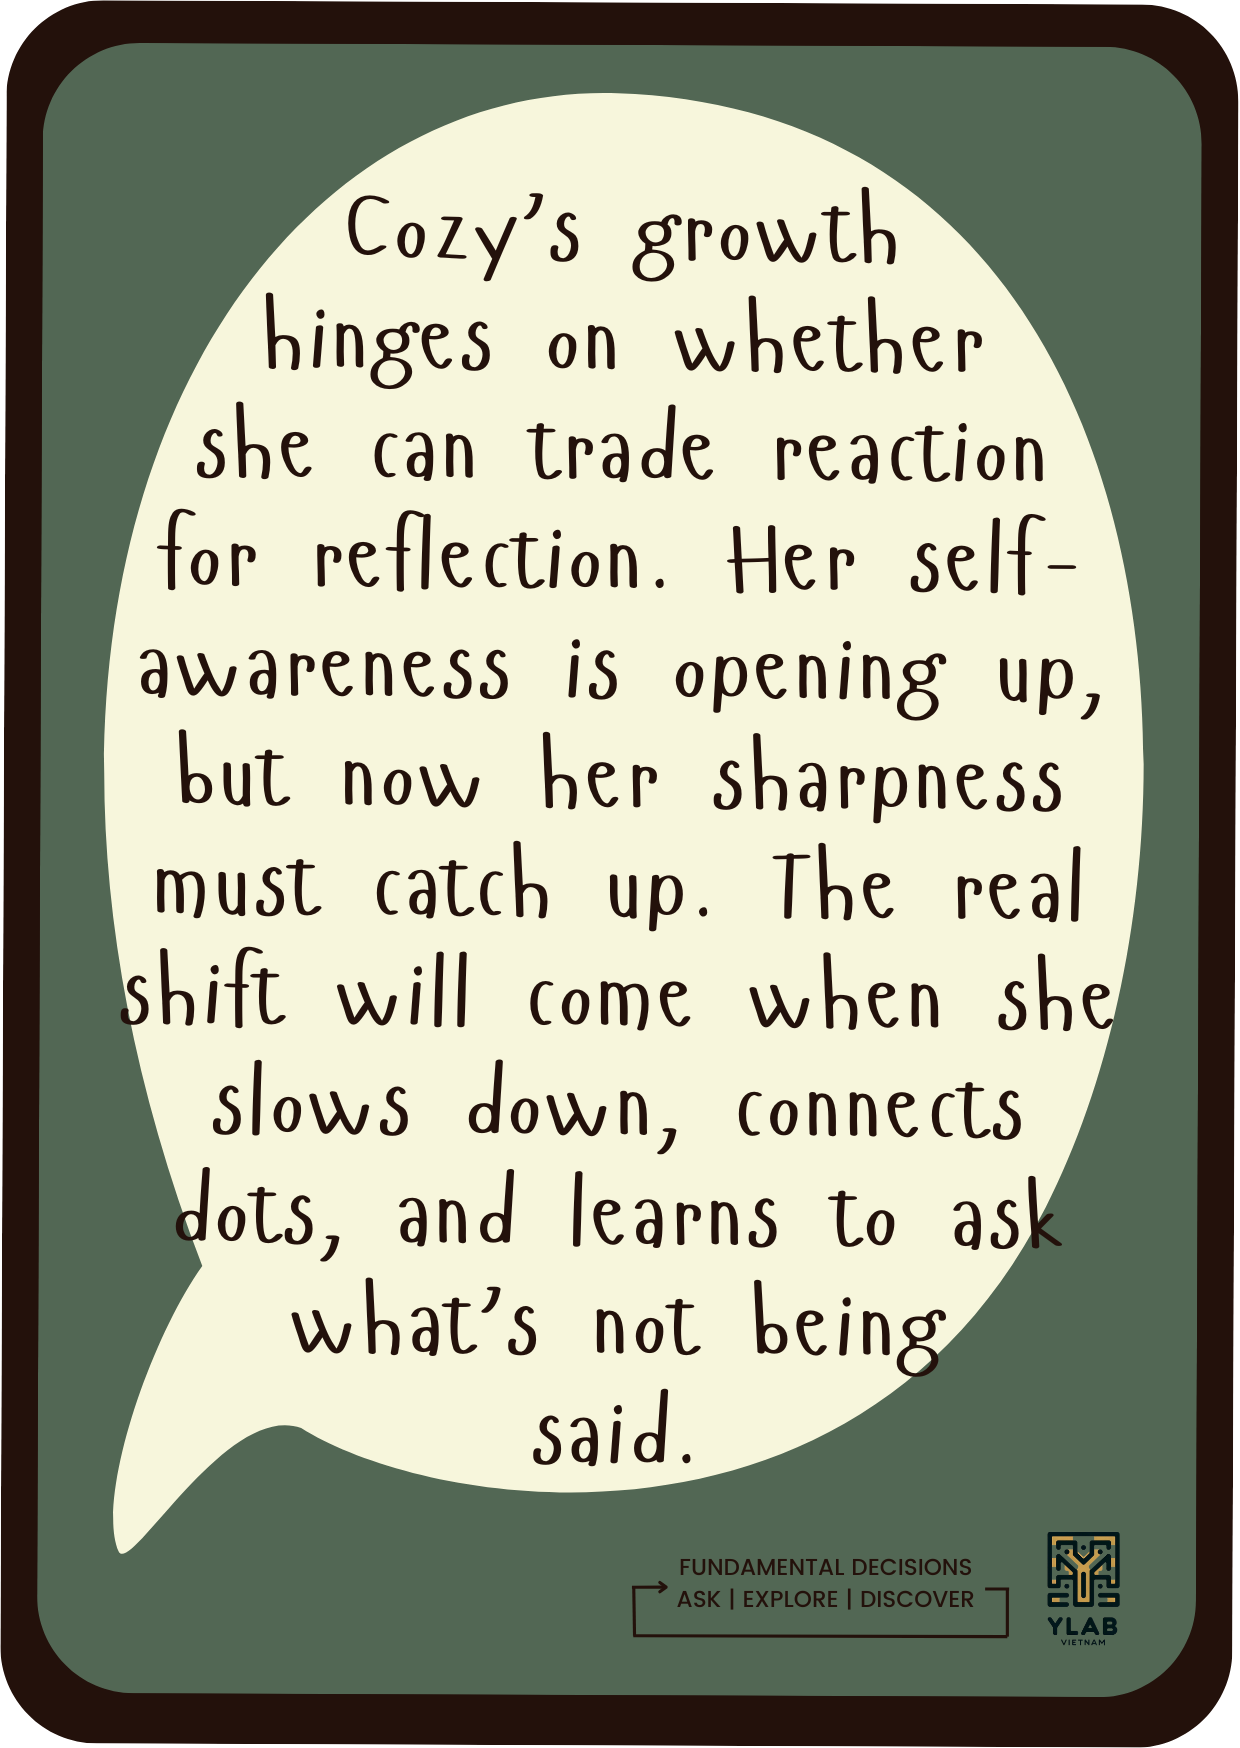 Cozy’s growth
hinges on whether
she can trade reaction
for reflection. Her self-
awareness is opening up,
but now her sharpness
must catch up. The real
shift will come when she
slows down, connects
dots, and learns to ask
what’s not being
said.
FUNDAMENTAL DECISIONS
ASK | EXPLORE | DISCOVER
YLAB
VIETNAM